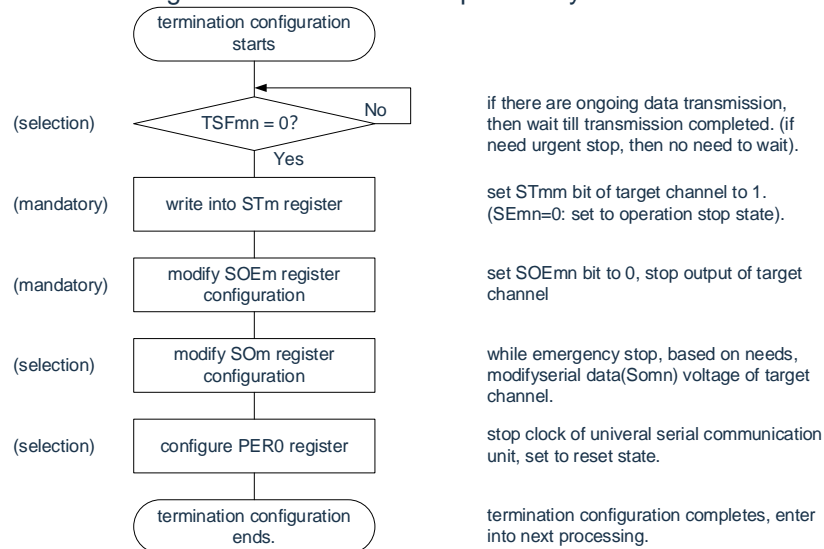 termination configuration
starts
(selection)
TSFmn = 0?
No
Yes
if there are ongoing data transmission,
then wait till transmission completed. (if
need urgent stop, then no need to wait).
(mandatory)
write into STm register
set STmm bit of target channel to 1.
(SEmn=0: set to operation stop state).
(mandatory)
modify SOEm register
configuration
set SOEmn bit to 0, stop output of target
channel
(selection)
modify SOm register
configuration
while emergency stop, based on needs,
modifyserial data(Somn) voltage of target
channel.
(selection)
configure PER0 register
stop clock of univeral serial communication
unit, set to reset state.
termination configuration
ends.
termination configuration completes, enter
into next processing.